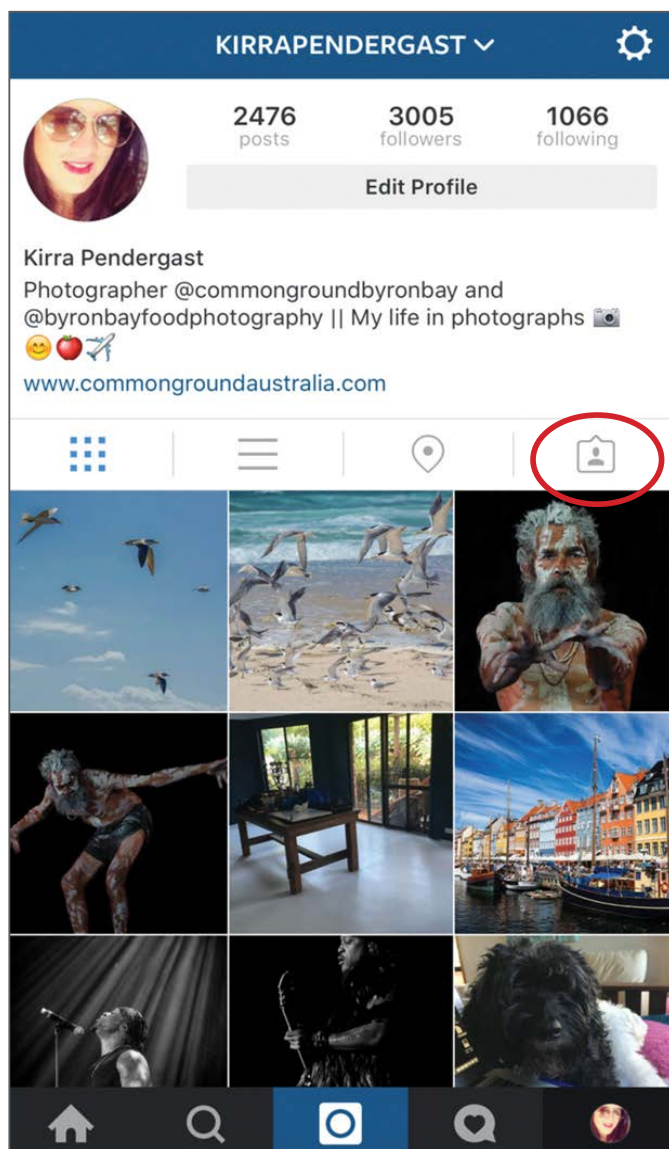 KIRRAPENDERGAST
2476 3005 1066
posts followers following
Edit Profile
Kirra Pendergast
Photographer @commongroundbyronbay and
@byronbayfoodphotography || My life in photographs 📷
😊🍎✈️
www.commongroundaustralia.com